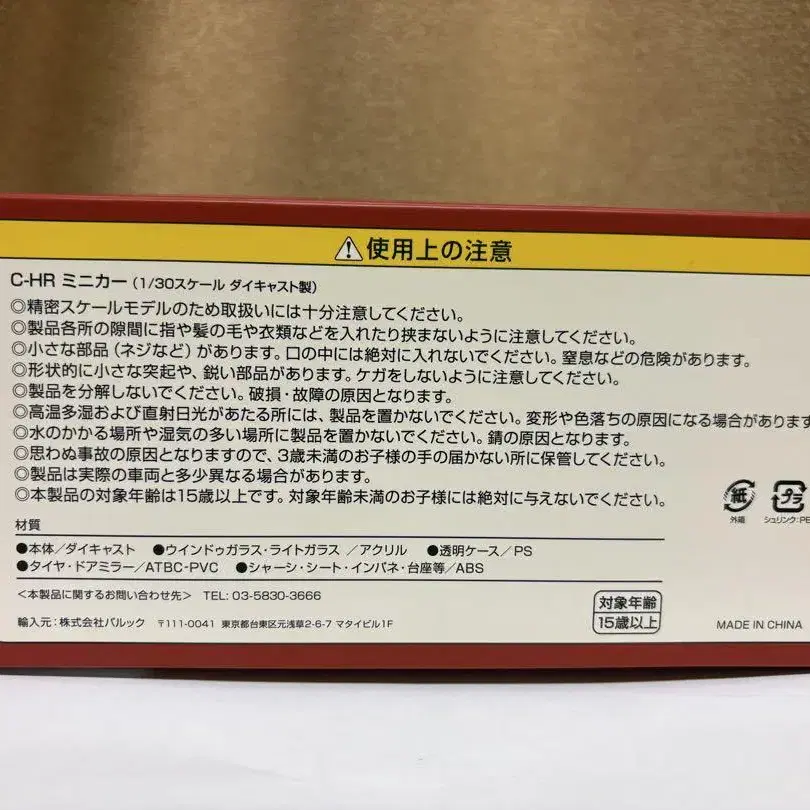 ⚠使用上の注意
C-HR ミニカー（1/30スケール ダイキャスト製）
◎精密スケールモデルのため取扱いには十分注意してください。
◎製品各所の隙間に指や髪の毛や衣類などを入れたり挟まないように注意してください。
◎小さな部品（ネジなど）があります。口の中には絶対に入れないでください。窒息などの危険があります。
◎形状的に小さな突起や、鋭い部品があります。ケガをしないように注意してください。
◎製品を分解しないでください。破損・故障の原因となります。
◎高温多湿および直射日光があたる所には、製品を置かないでください。変形や色落ちの原因になる場合があります
◎水のかかる場所や湿気の多い場所に製品を置かないでください。錆の原因となります。
◎思わぬ事故の原因となりますので、3歳未満のお子様の手の届かない所に保管してください。
◎製品は実際の車両と多少異なる場合があります。
◎本製品の対象年齢は15歳以上です。対象年齢未満のお子様には絶対に与えないでください。
材質
●本体／ダイキャスト ●ウインドゥガラス・ライトガラス ／アクリル ●透明ケース／PS
●タイヤ・ドアミラー／ATBC-PVC ●シャーシ・シート・インパネ・台座等／ABS
＜本製品に関するお問い合わせ先＞ TEL: 03-5830-3666
輸入元：株式会社バルック 〒111-0041 東京都台東区元浅草2-6-7 マタイビル1F
紙
外箱
プラ
シュリンク:PE
対象年齢
15歳以上
MADE IN CHINA